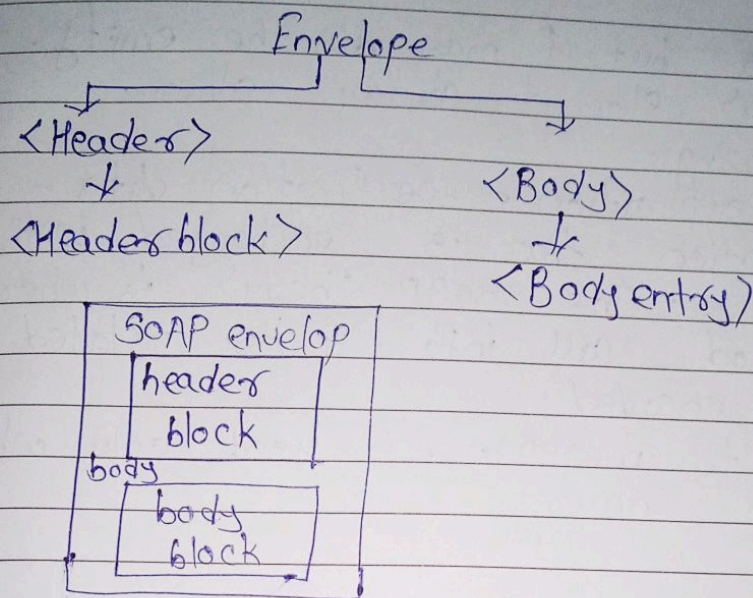 Envelope
<Header>
<Body>
<Header block>
<Body entry>
SOAP envelop
header
block
body
body
block